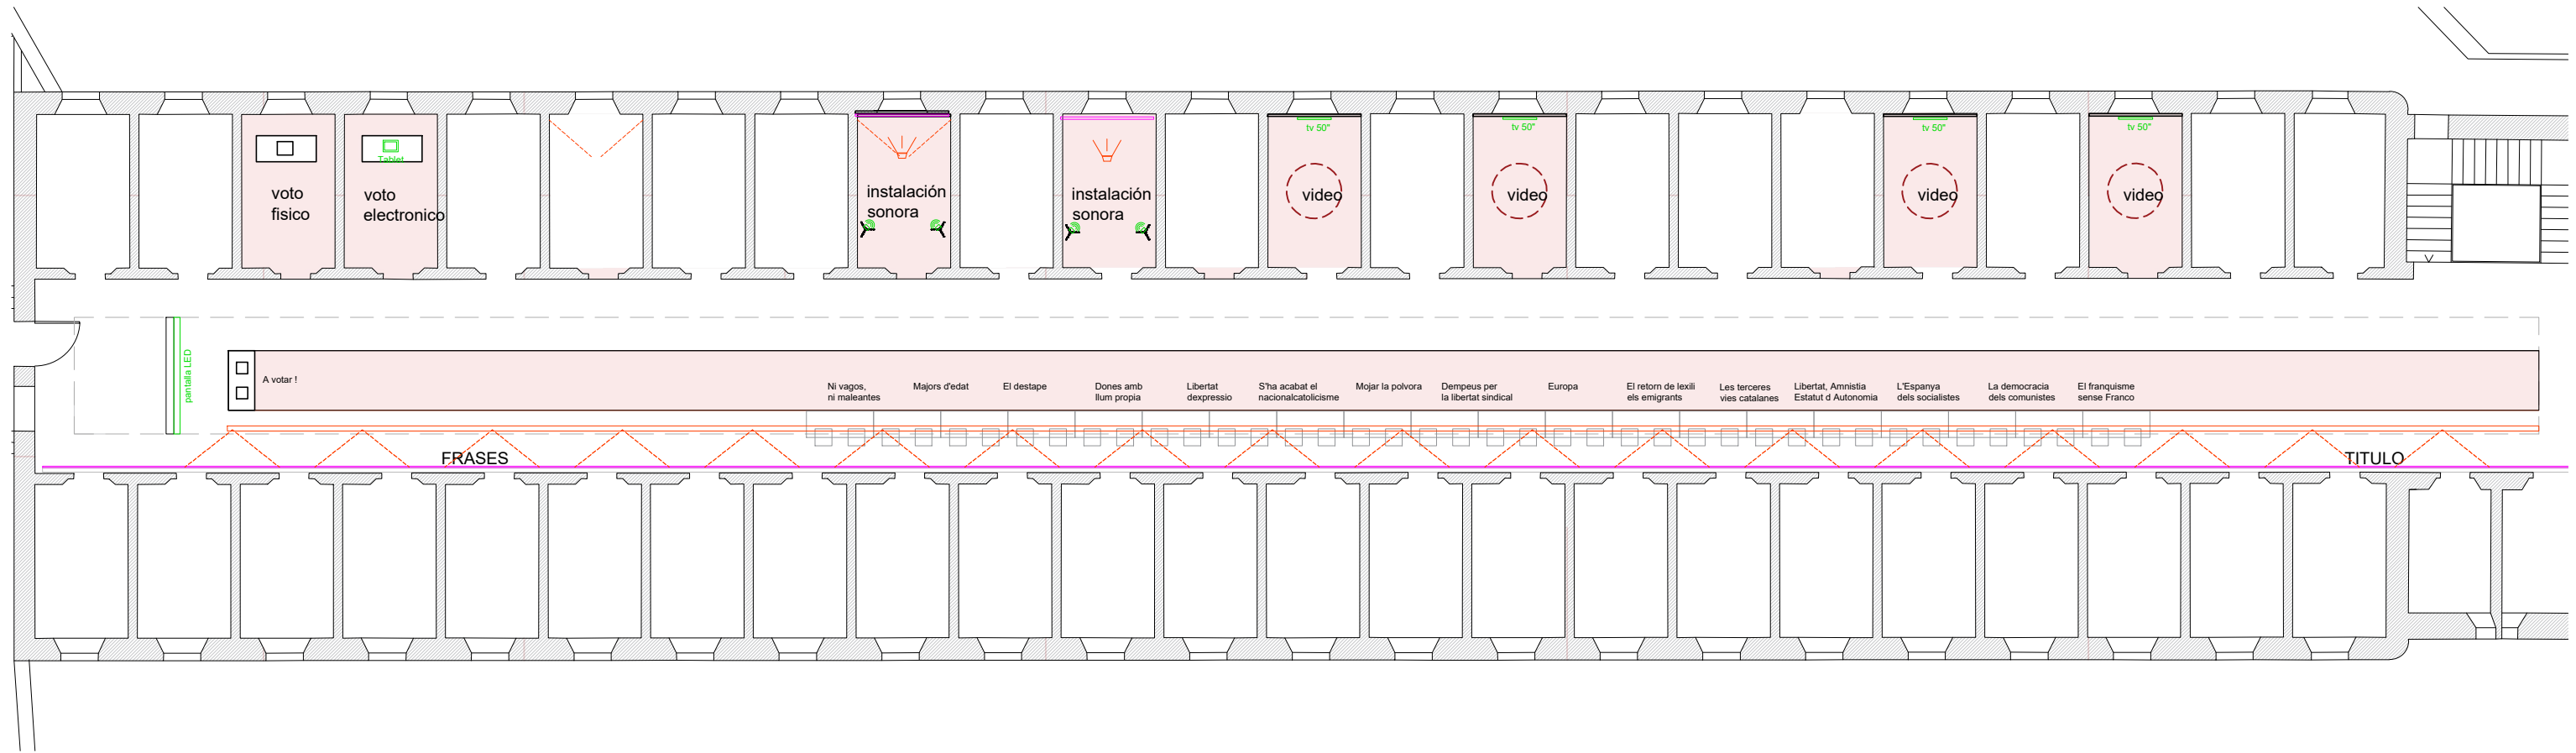 tv 50"
tv 50"
tv 50"
tv 50"
Tablet
voto
fisico
voto
electronico
instalación
sonora
instalación
sonora
video
video
video
video
pantalla LED
A votar !
Ni vagos,
ni maleantes
Majors d'edat
El destape
Dones amb
llum propia
Libertat
dexpressio
S'ha acabat el
nacionalcatolicisme
Mojar la polvora
Dempeus per
la libertat sindical
Europa
El retorn de lexili
els emigrants
Les terceres
vies catalanes
Libertat, Amnistia
Estatut d Autonomia
L'Espanya
dels socialistes
La democracia
dels comunistes
El franquisme
sense Franco
FRASES
TITULO